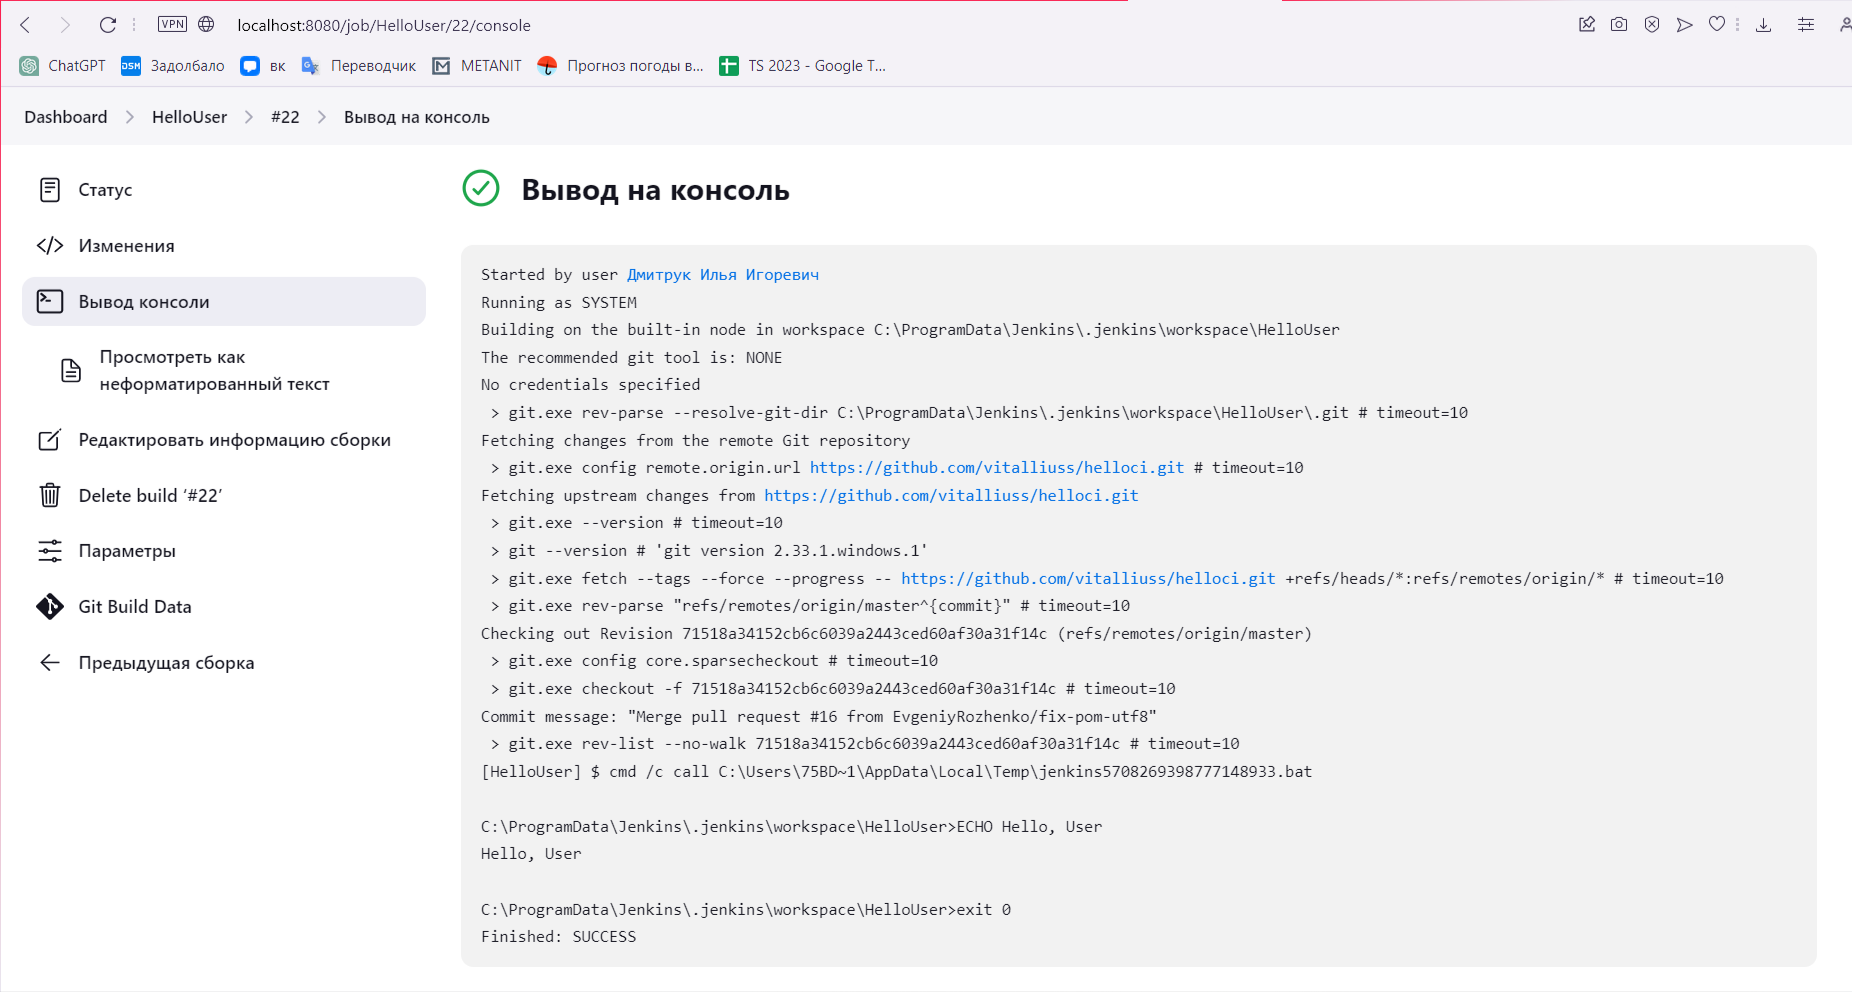 VPN localhost:8080/job/HelloUser/22/console
ChatGPT DSM Задолбало вк Переводчик METANIT Прогноз погоды в... TS 2023 - Google T...
Dashboard HelloUser #22 Вывод на консоль
Статус
Изменения
Вывод консоли
Просмотреть как
неформатированный текст
Редактировать информацию сборки
Delete build ‘#22’
Параметры
Git Build Data
Предыдущая сборка
Вывод на консоль
Started by user Дмитрук Илья Игоревич
Running as SYSTEM
Building on the built-in node in workspace C:\ProgramData\Jenkins\.jenkins\workspace\HelloUser
The recommended git tool is: NONE
No credentials specified
> git.exe rev-parse --resolve-git-dir C:\ProgramData\Jenkins\.jenkins\workspace\HelloUser\.git # timeout=10
Fetching changes from the remote Git repository
> git.exe config remote.origin.url https://github.com/vitalliuss/helloci.git # timeout=10
Fetching upstream changes from https://github.com/vitalliuss/helloci.git
> git.exe --version # timeout=10
> git --version # 'git version 2.33.1.windows.1'
> git.exe fetch --tags --force --progress -- https://github.com/vitalliuss/helloci.git +refs/heads/*:refs/remotes/origin/* # timeout=10
> git.exe rev-parse "refs/remotes/origin/master^{commit}" # timeout=10
Checking out Revision 71518a34152cb6c6039a2443ced60af30a31f14c (refs/remotes/origin/master)
> git.exe config core.sparsecheckout # timeout=10
> git.exe checkout -f 71518a34152cb6c6039a2443ced60af30a31f14c # timeout=10
Commit message: "Merge pull request #16 from EvgeniyRozhenko/fix-pom-utf8"
> git.exe rev-list --no-walk 71518a34152cb6c6039a2443ced60af30a31f14c # timeout=10
[HelloUser] $ cmd /c call C:\Users\75BD~1\AppData\Local\Temp\jenkins5708269398777148933.bat
C:\ProgramData\Jenkins\.jenkins\workspace\HelloUser>ECHO Hello, User
Hello, User
C:\ProgramData\Jenkins\.jenkins\workspace\HelloUser>exit 0
Finished: SUCCESS